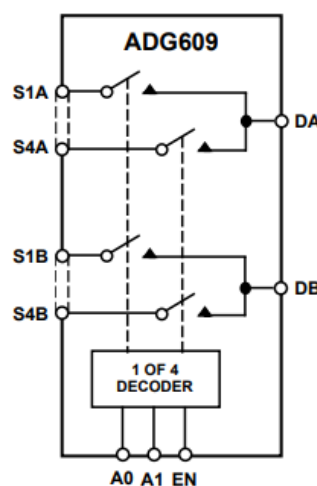 ADG609
S1A
DA
S4A
S1B
DB
S4B
1 OF 4
DECODER
A0 A1 EN